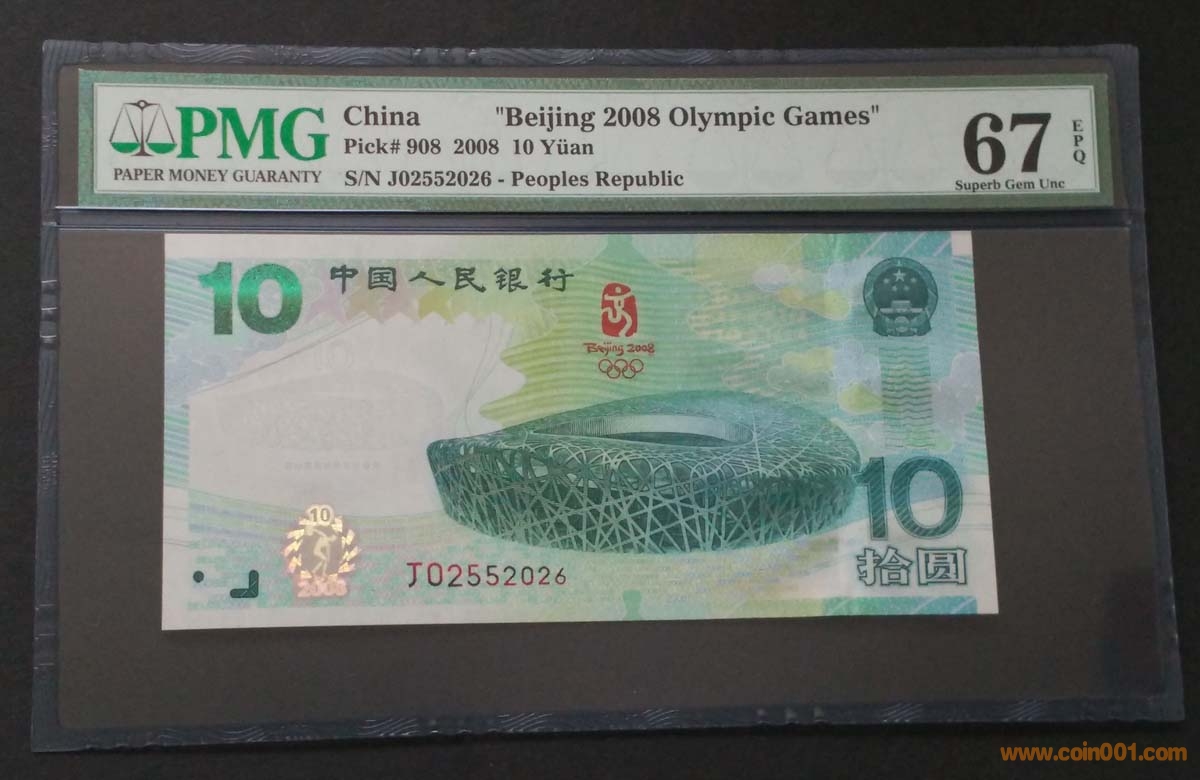 PMG
PAPER MONEY GUARANTY
China "Beijing 2008 Olympic Games"
Pick# 908 2008 10 Yüan
S/N J02552026 - Peoples Republic
67
EPQ
Superb Gem Unc
10
中国人民银行
Beijing 2008
10
2008
J02552026
10
拾圆
www.coin001.com